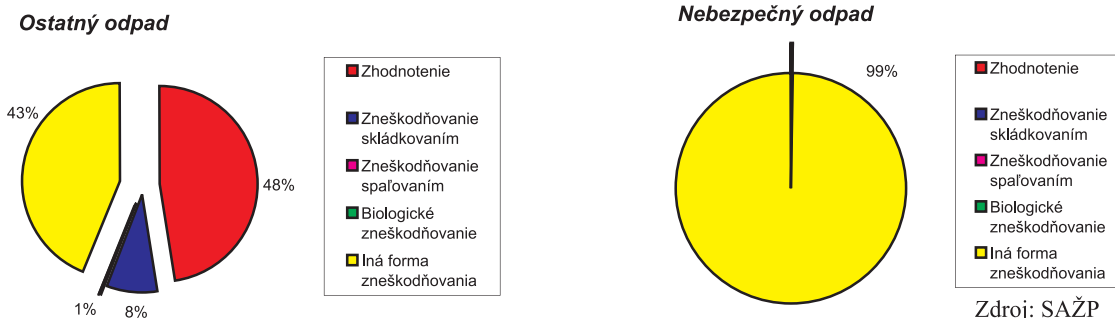 Ostatný odpad
43%
48%
1%
8%
Zhodnotenie
Zneškodňovanie
skládkovaním
Zneškodňovanie
spaľovaním
Biologické
zneškodňovanie
Iná forma
zneškodňovania
Nebezpečný odpad
99%
Zhodnotenie
Zneškodňovanie
skládkovaním
Zneškodňovanie
spaľovaním
Biologické
zneškodňovanie
Iná forma
zneškodňovania
Zdroj: SAŽP